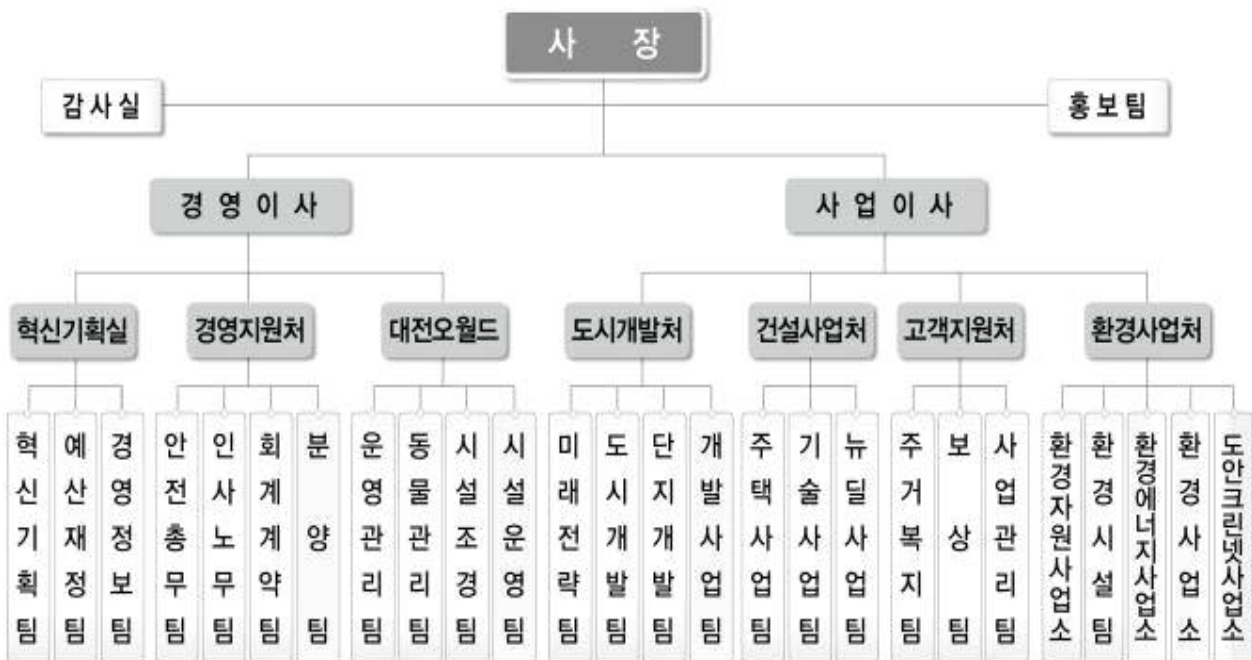 사 장
감사실
홍보팀
경영이사
사업이사
혁신기획실
경영지원처
대전오월드
도시개발처
건설사업처
고객지원처
환경사업처
혁신기획팀
예산재정팀
경영정보팀
안전총무팀
인사노무팀
회계계약팀
분양팀
운영관리팀
동물관리팀
시설조경팀
시설운영팀
미래전략팀
도시개발팀
단지개발팀
개발사업팀
주택사업팀
기술사업팀
뉴딜사업팀
주거복지팀
보상팀
사업관리팀
환경자원사업소
환경시설팀
환경에너지사업소
환경사업소
도안크린넷사업소